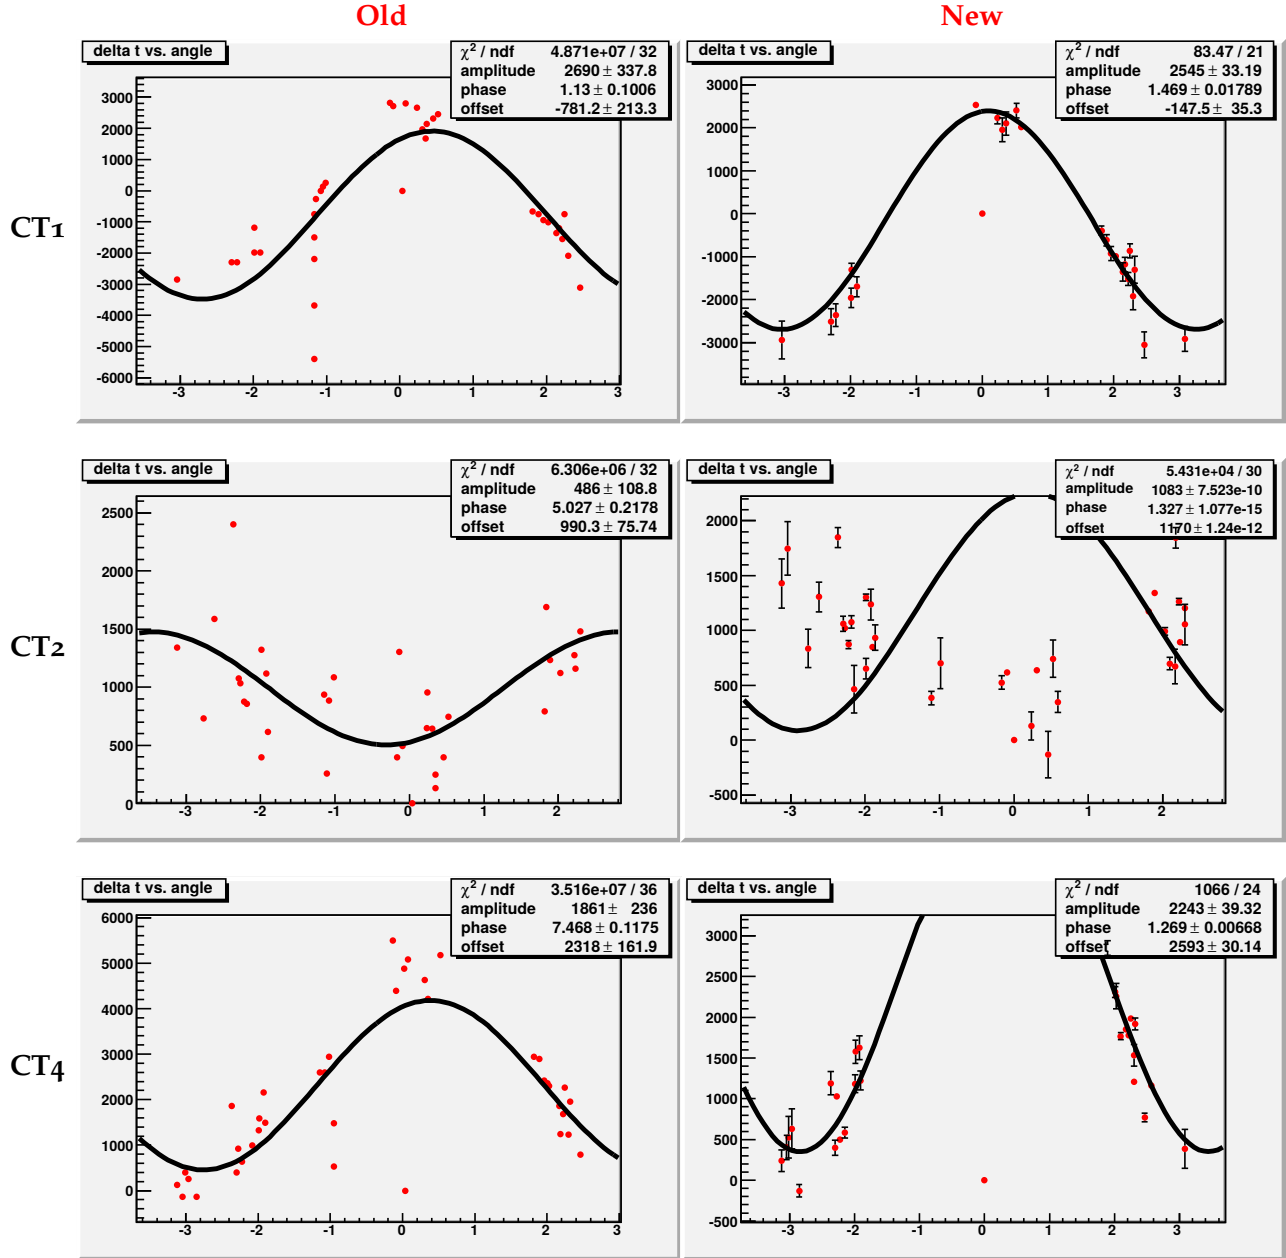 Old New
CT1
delta t vs. angle
χ² / ndf 4.871e+07 / 32
amplitude 2690 ± 337.8
phase 1.13 ± 0.1006
offset -781.2 ± 213.3
3000
2000
1000
0
-1000
-2000
-3000
-4000
-5000
-6000
-3 -2 -1 0 1 2 3
delta t vs. angle
χ² / ndf 83.47 / 21
amplitude 2545 ± 33.19
phase 1.469 ± 0.01789
offset -147.5 ± 35.3
3000
2000
1000
0
-1000
-2000
-3000
-3 -2 -1 0 1 2 3
CT2
delta t vs. angle
χ² / ndf 6.306e+06 / 32
amplitude 486 ± 108.8
phase 5.027 ± 0.2178
offset 990.3 ± 75.74
2500
2000
1500
1000
500
0
-3 -2 -1 0 1 2
delta t vs. angle
χ² / ndf 5.431e+04 / 30
amplitude 1083 ± 7.523e-10
phase 1.327 ± 1.077e-15
offset 1170 ± 1.24e-12
2000
1500
1000
500
0
-500
-3 -2 -1 0 1 2
CT4
delta t vs. angle
χ² / ndf 3.516e+07 / 36
amplitude 1861 ± 236
phase 7.468 ± 0.1175
offset 2318 ± 161.9
6000
5000
4000
3000
2000
1000
0
-3 -2 -1 0 1 2 3
delta t vs. angle
χ² / ndf 1066 / 24
amplitude 2243 ± 39.32
phase 1.269 ± 0.00668
offset 2593 ± 30.14
3000
2500
2000
1500
1000
500
0
-500
-3 -2 -1 0 1 2 3